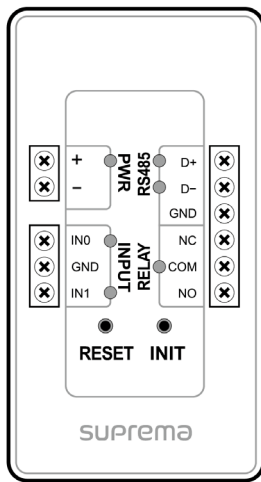 +
−
PWR
IN0
GND
IN1
INPUT
RS485
D+
D−
GND
RELAY
NC
COM
NO
RESET INIT
suprema